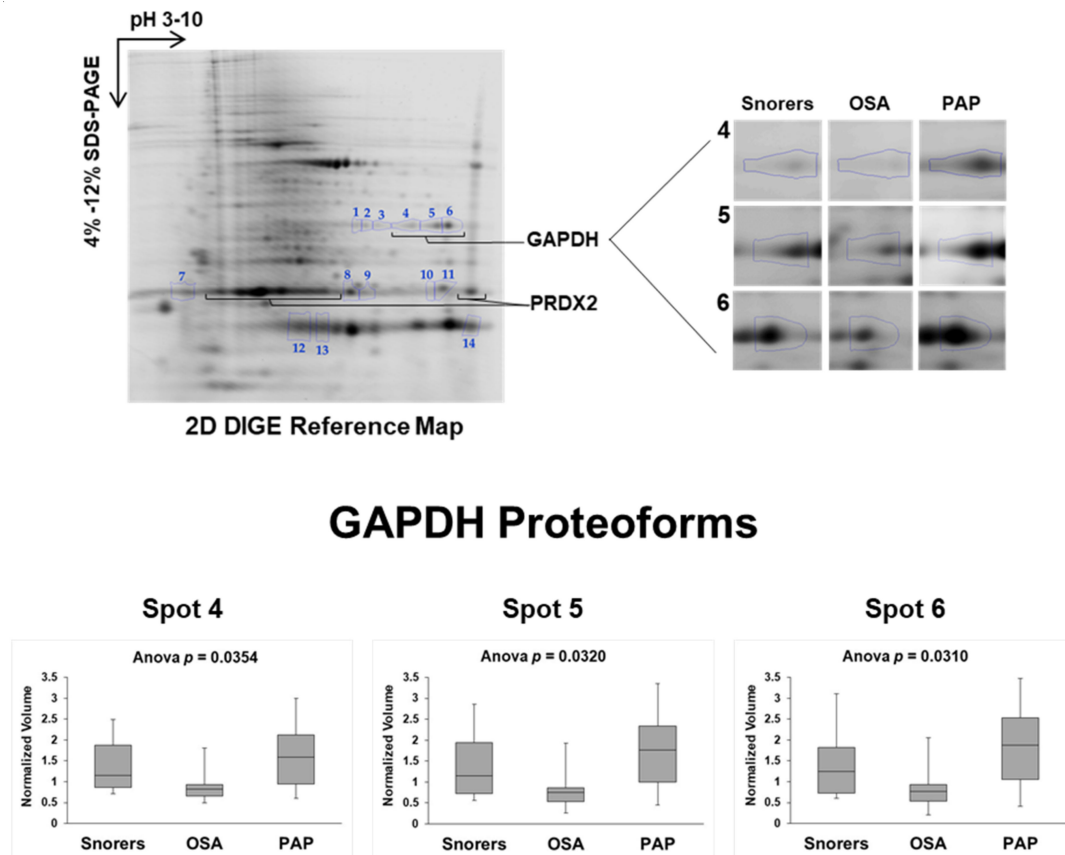 pH 3-10
4% -12% SDS-PAGE
1 2 3 4 5 6
7
8 9 10 11
12 13 14
GAPDH
PRDX2
2D DIGE Reference Map
Snorers OSA PAP
4
5
6
GAPDH Proteoforms
Spot 4
Anova p = 0.0354
Normalized Volume
3.5
3
2.5
2
1.5
1
0.5
0
Snorers OSA PAP
Spot 5
Anova p = 0.0320
Normalized Volume
3.5
3
2.5
2
1.5
1
0.5
0
Snorers OSA PAP
Spot 6
Anova p = 0.0310
Normalized Volume
3.5
3
2.5
2
1.5
1
0.5
0
Snorers OSA PAP